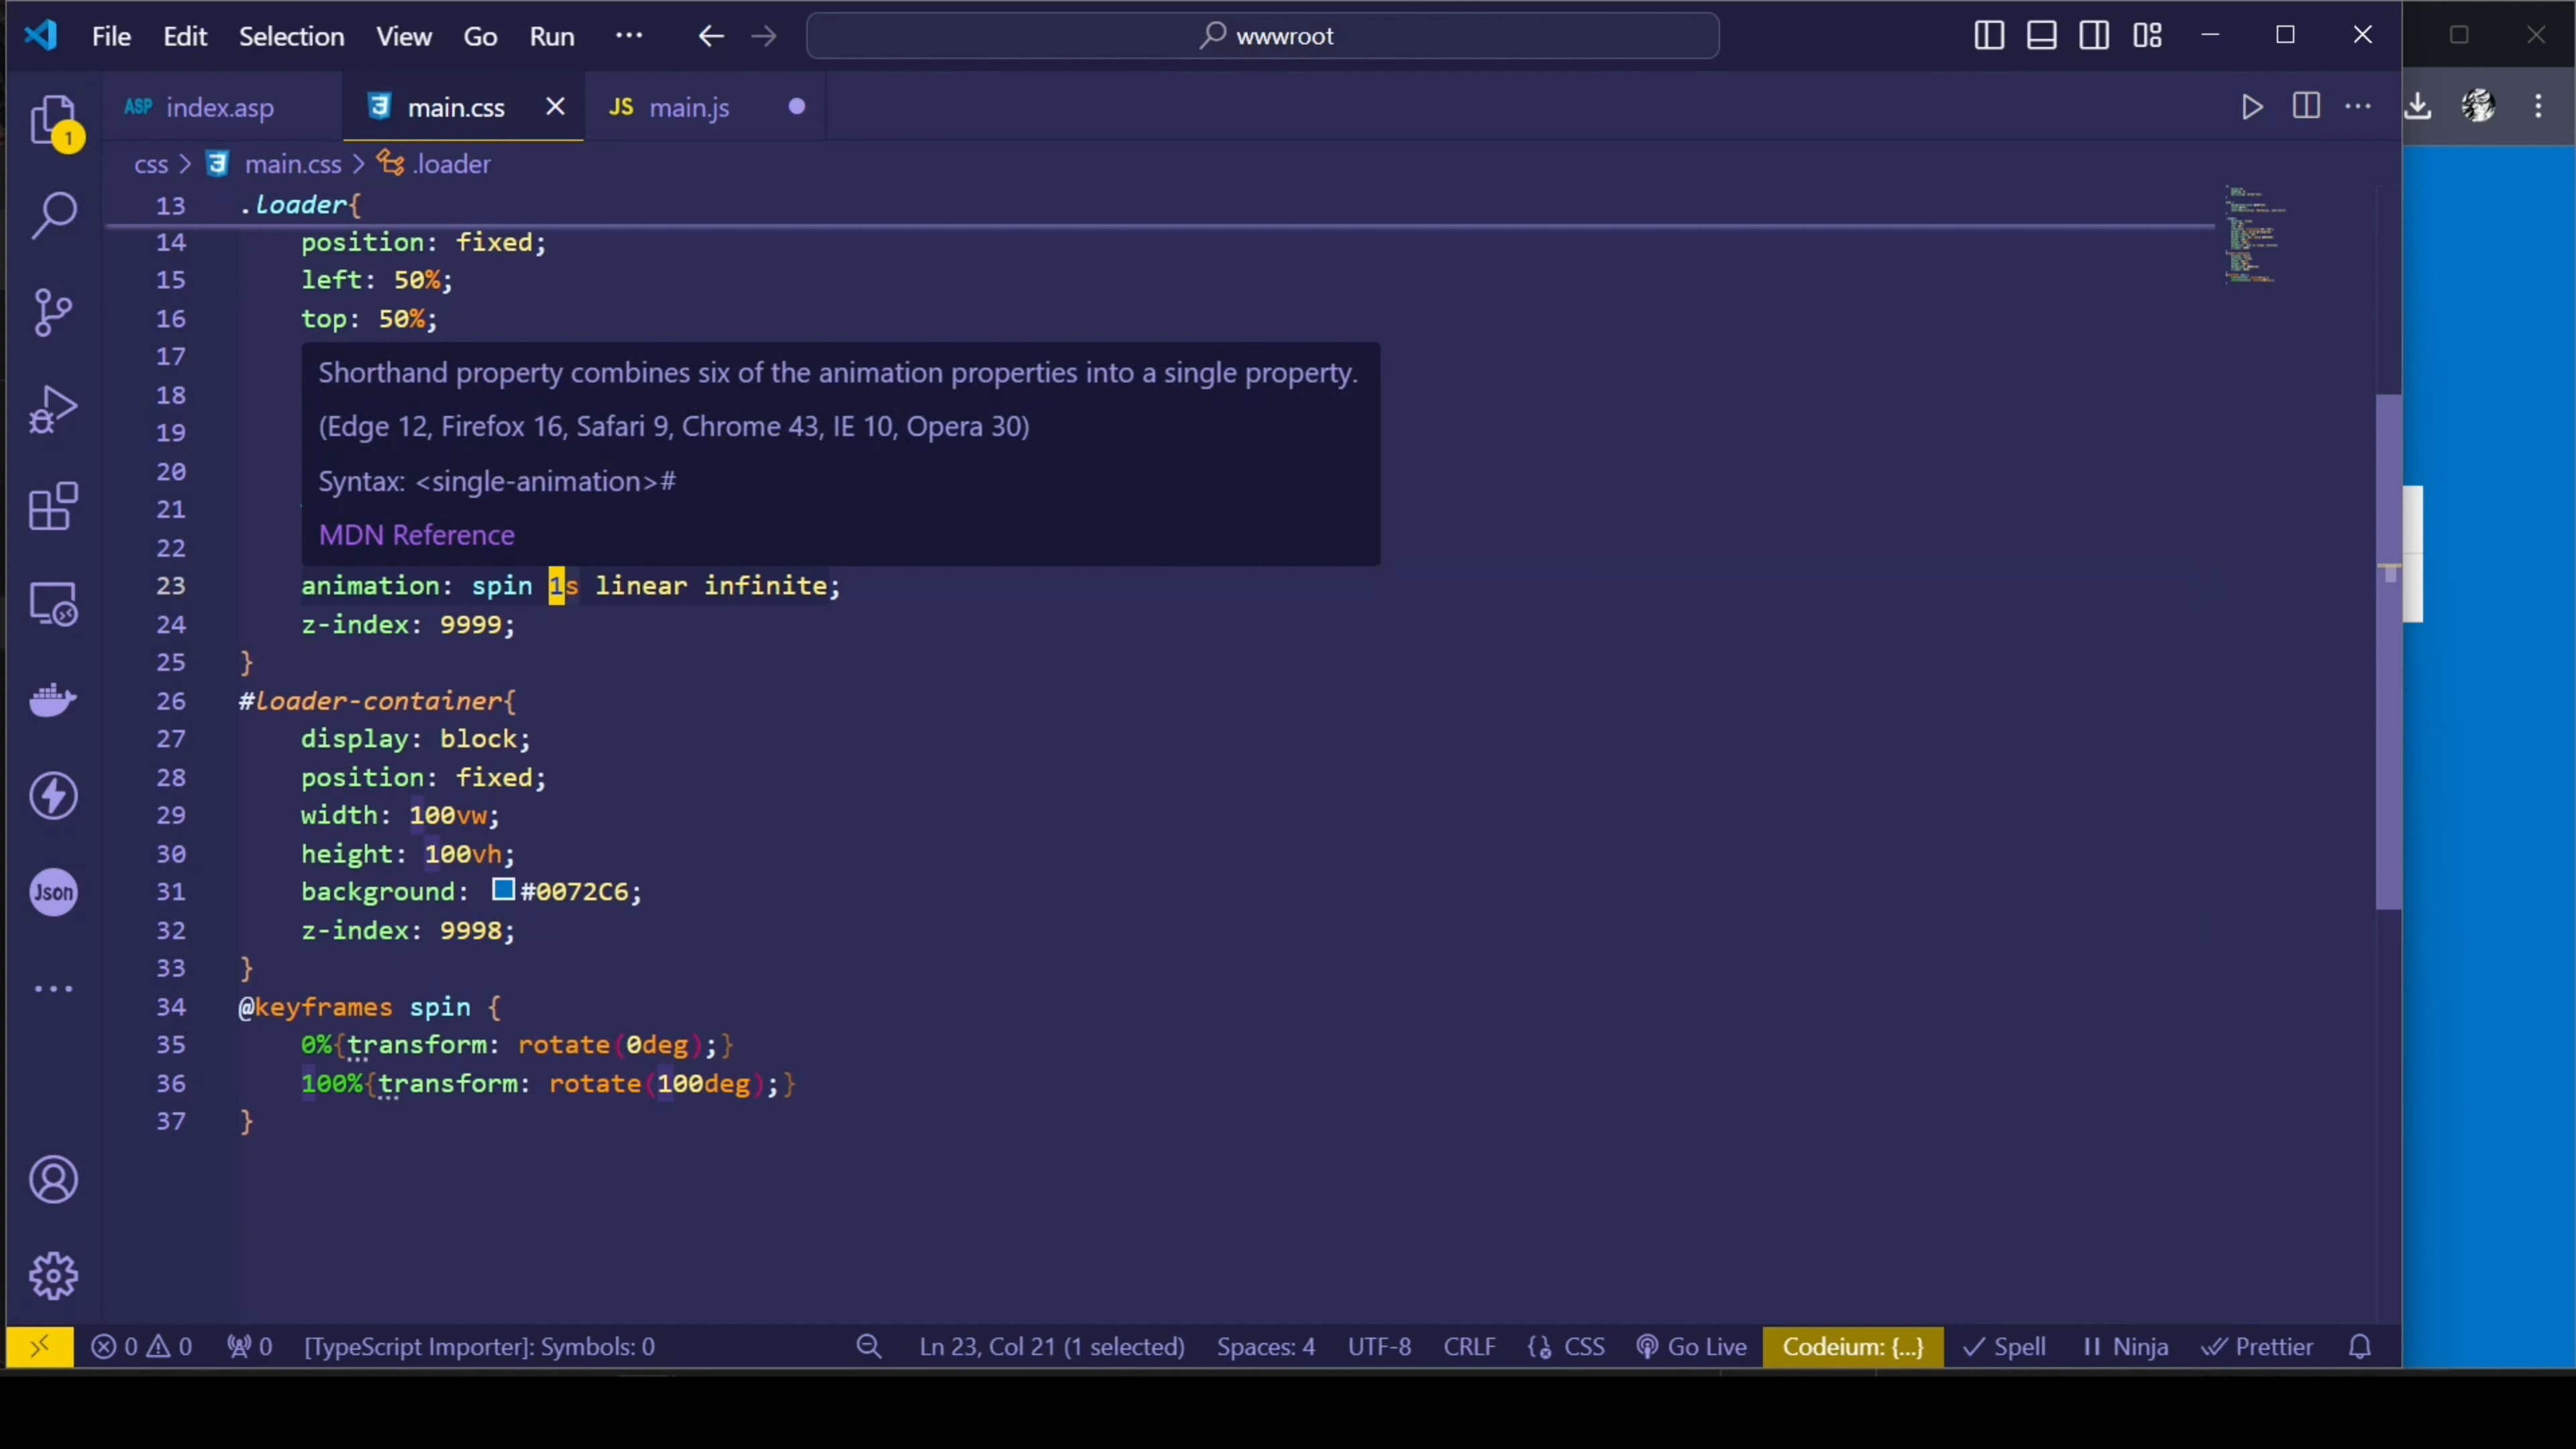 File Edit Selection View Go Run ··· wwwroot
ASP index.asp main.css JS main.js
1
css > main.css > .loader
13 .loader{
14 position: fixed;
15 left: 50%;
16 top: 50%;
17
18
19
20
21
22
Shorthand property combines six of the animation properties into a single property.
(Edge 12, Firefox 16, Safari 9, Chrome 43, IE 10, Opera 30)
Syntax: <single-animation>#
MDN Reference
23 animation: spin 1s linear infinite;
24 z-index: 9999;
25 }
26 #loader-container{
27 display: block;
28 position: fixed;
29 width: 100vw;
30 height: 100vh;
31 background: #0072C6;
32 z-index: 9998;
33 }
34 @keyframes spin {
35 0%{transform: rotate(0deg);}
36 100%{transform: rotate(100deg);}
37 }
Json
0 0 0 [TypeScript Importer]: Symbols: 0 Ln 23, Col 21 (1 selected) Spaces: 4 UTF-8 CRLF {} CSS Go Live Codeium: {...} Spell Ninja Prettier